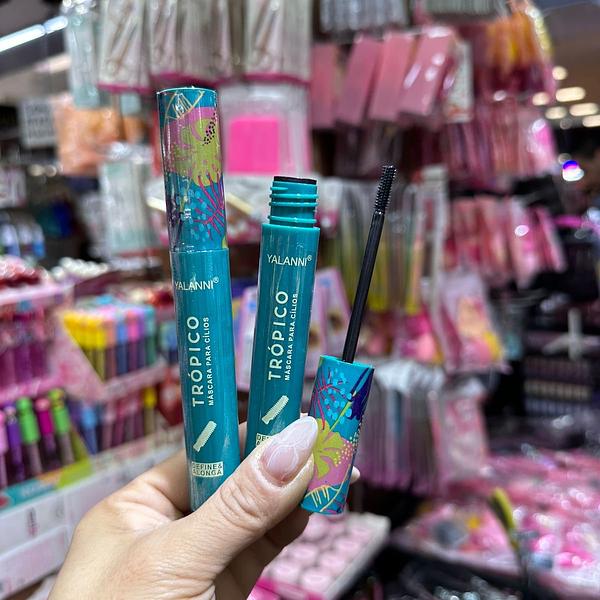 YALANNI®
TRÓPICO
MÁSCARA PARA CÍLIOS
DEFINE&
ALONGA
YALANNI®
TRÓPICO
MÁSCARA PARA CÍLIOS